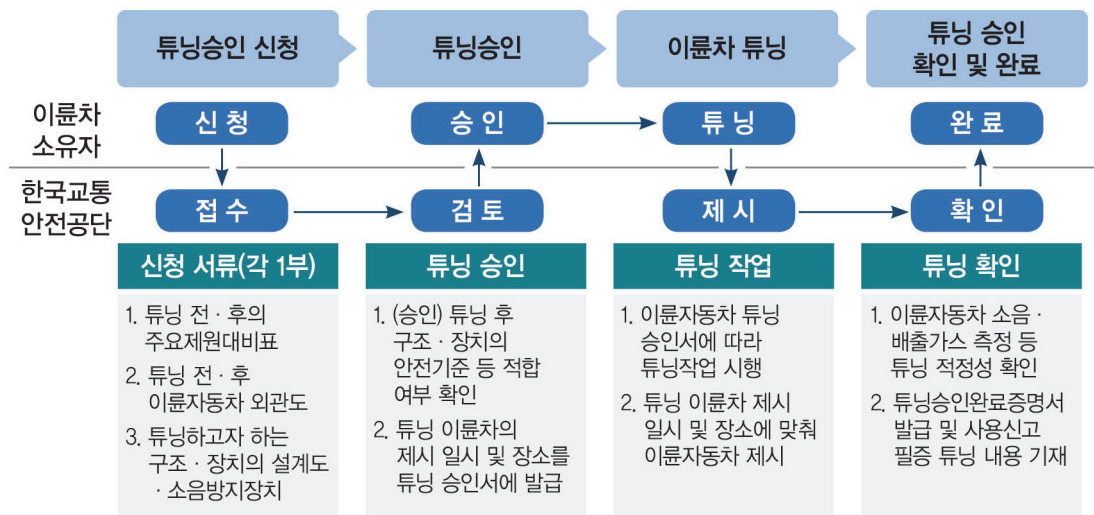 튜닝승인 신청
튜닝승인
이륜차 튜닝
튜닝 승인
확인 및 완료
이륜차
소유자
신 청
승 인
튜 닝
완 료
한국교통
안전공단
접 수
검 토
제 시
확 인
신청 서류(각 1부)
1. 튜닝 전 · 후의
주요제원대비표
2. 튜닝 전 · 후
이륜자동차 외관도
3. 튜닝하고자 하는
구조 · 장치의 설계도
· 소음방지장치
튜닝 승인
1. (승인) 튜닝 후
구조 · 장치의
안전기준 등 적합
여부 확인
2. 튜닝 이륜차의
제시 일시 및 장소를
튜닝 승인서에 발급
튜닝 작업
1. 이륜자동차 튜닝
승인서에 따라
튜닝작업 시행
2. 튜닝 이륜차 제시
일시 및 장소에 맞춰
이륜자동차 제시
튜닝 확인
1. 이륜자동차 소음 ·
배출가스 측정 등
튜닝 적정성 확인
2. 튜닝승인완료증명서
발급 및 사용신고
필증 튜닝 내용 기재